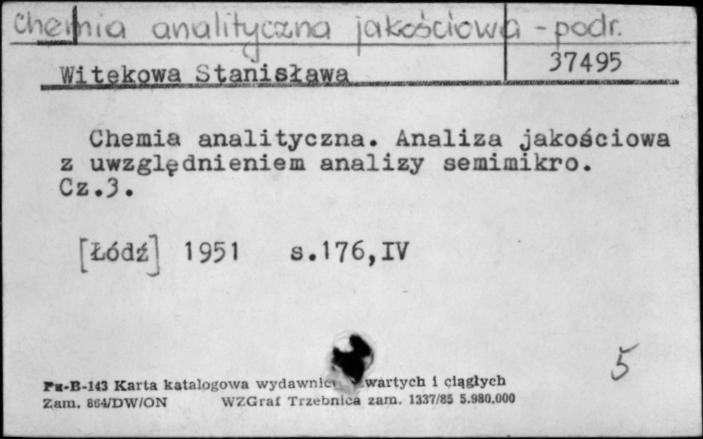 Chemia analityczna jakościowa - podr.
Witekowa Stanisława
37495
Chemia analityczna. Analiza jakościowa
z uwzględnieniem analizy semimikro.
Cz.3.
[Łódź] 1951 s.176,IV
5
Pu-B-143 Karta katalogowa wydawnic wartych i ciągłych
Zam. 864/DW/ON WZGraf Trzebnica zam. 1337/85 5.980.000